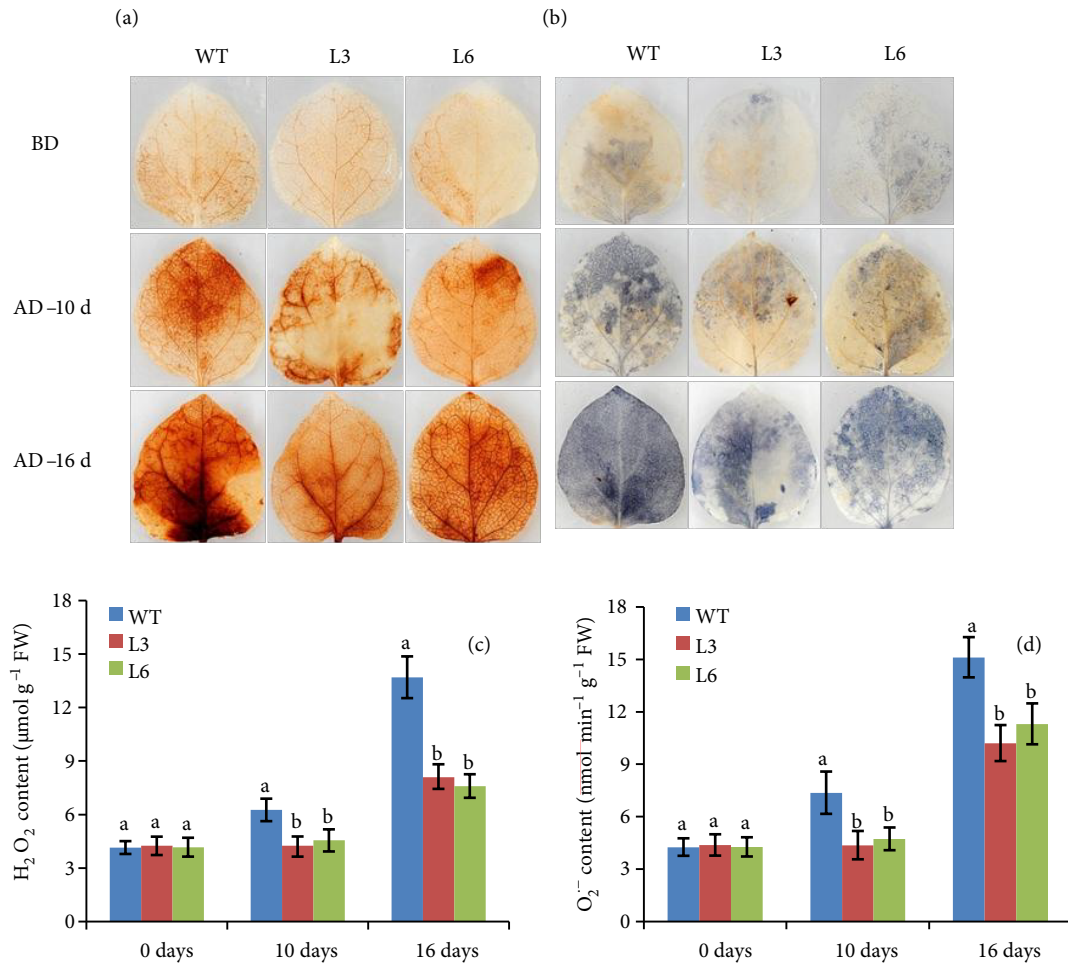 (a)
(b)
WT L3 L6
WT L3 L6
BD
AD –10 d
AD –16 d
H₂O₂ content (μmol g⁻¹ FW)
18
15
12
9
6
3
0
WT
L3
L6
(c)
a a a
a b b
a b b
0 days 10 days 16 days
O₂·⁻ content (nmol min⁻¹ g⁻¹ FW)
18
15
12
9
6
3
0
WT
L3
L6
(d)
a a a
a b b
a b b
0 days 10 days 16 days